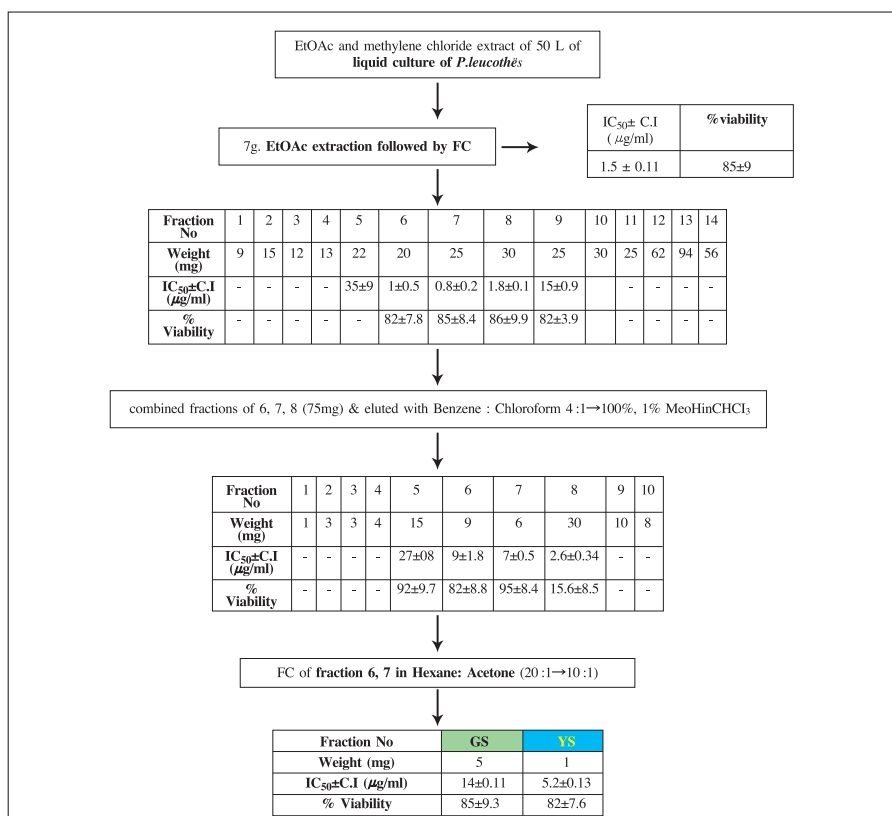 EtOAc and methylene chloride extract of 50 L of
liquid culture of P.leucothës
7g. EtOAc extraction followed by FC
IC50± C.I (μg/ml) %viability
1.5 ± 0.11 85±9
Fraction No 1 2 3 4 5 6 7 8 9 10 11 12 13 14
Weight (mg) 9 15 12 13 22 20 25 30 25 30 25 62 94 56
IC50±C.I (μg/ml) - - - - 35±9 1±0.5 0.8±0.2 1.8±0.1 15±0.9 - - - -
% Viability - - - - - 82±7.8 85±8.4 86±9.9 82±3.9 - - - -
combined fractions of 6, 7, 8 (75mg) & eluted with Benzene : Chloroform 4:1→100%, 1% MeoHinCHCI3
Fraction No 1 2 3 4 5 6 7 8 9 10
Weight (mg) 1 3 3 4 15 9 6 30 10 8
IC50±C.I (μg/ml) - - - - 27±08 9±1.8 7±0.5 2.6±0.34 - -
% Viability - - - - 92±9.7 82±8.8 95±8.4 15.6±8.5 - -
FC of fraction 6, 7 in Hexane: Acetone (20:1→10:1)
Fraction No GS YS
Weight (mg) 5 1
IC50±C.I (μg/ml) 14±0.11 5.2±0.13
% Viability 85±9.3 82±7.6